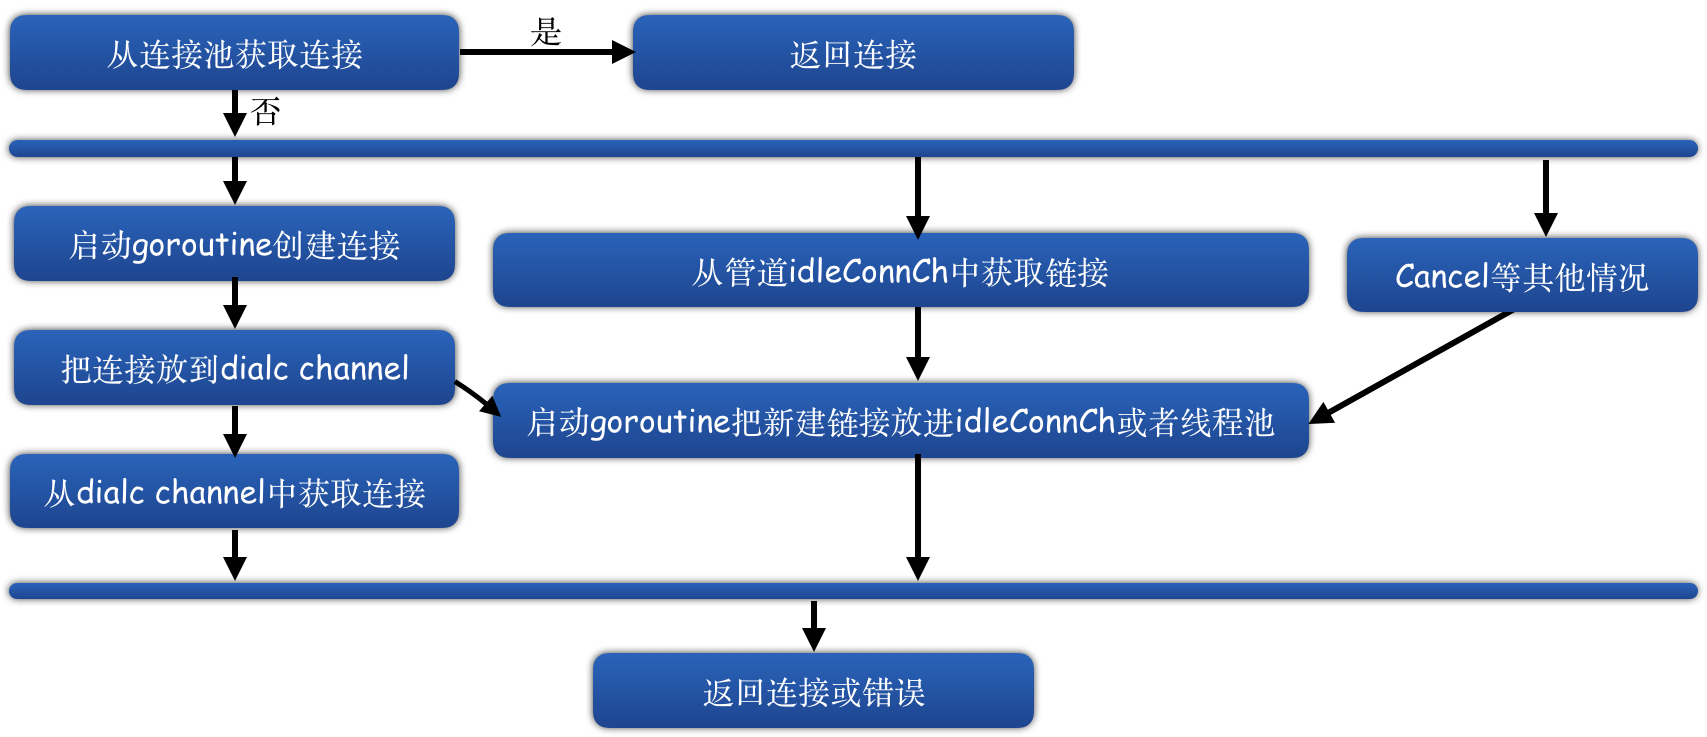 从连接池获取连接
是
返回连接
否
启动goroutine创建连接
从管道idleConnCh中获取链接
Cancel等其他情况
把连接放到dialc channel
启动goroutine把新建链接放进idleConnCh或者线程池
从dialc channel中获取连接
返回连接或错误